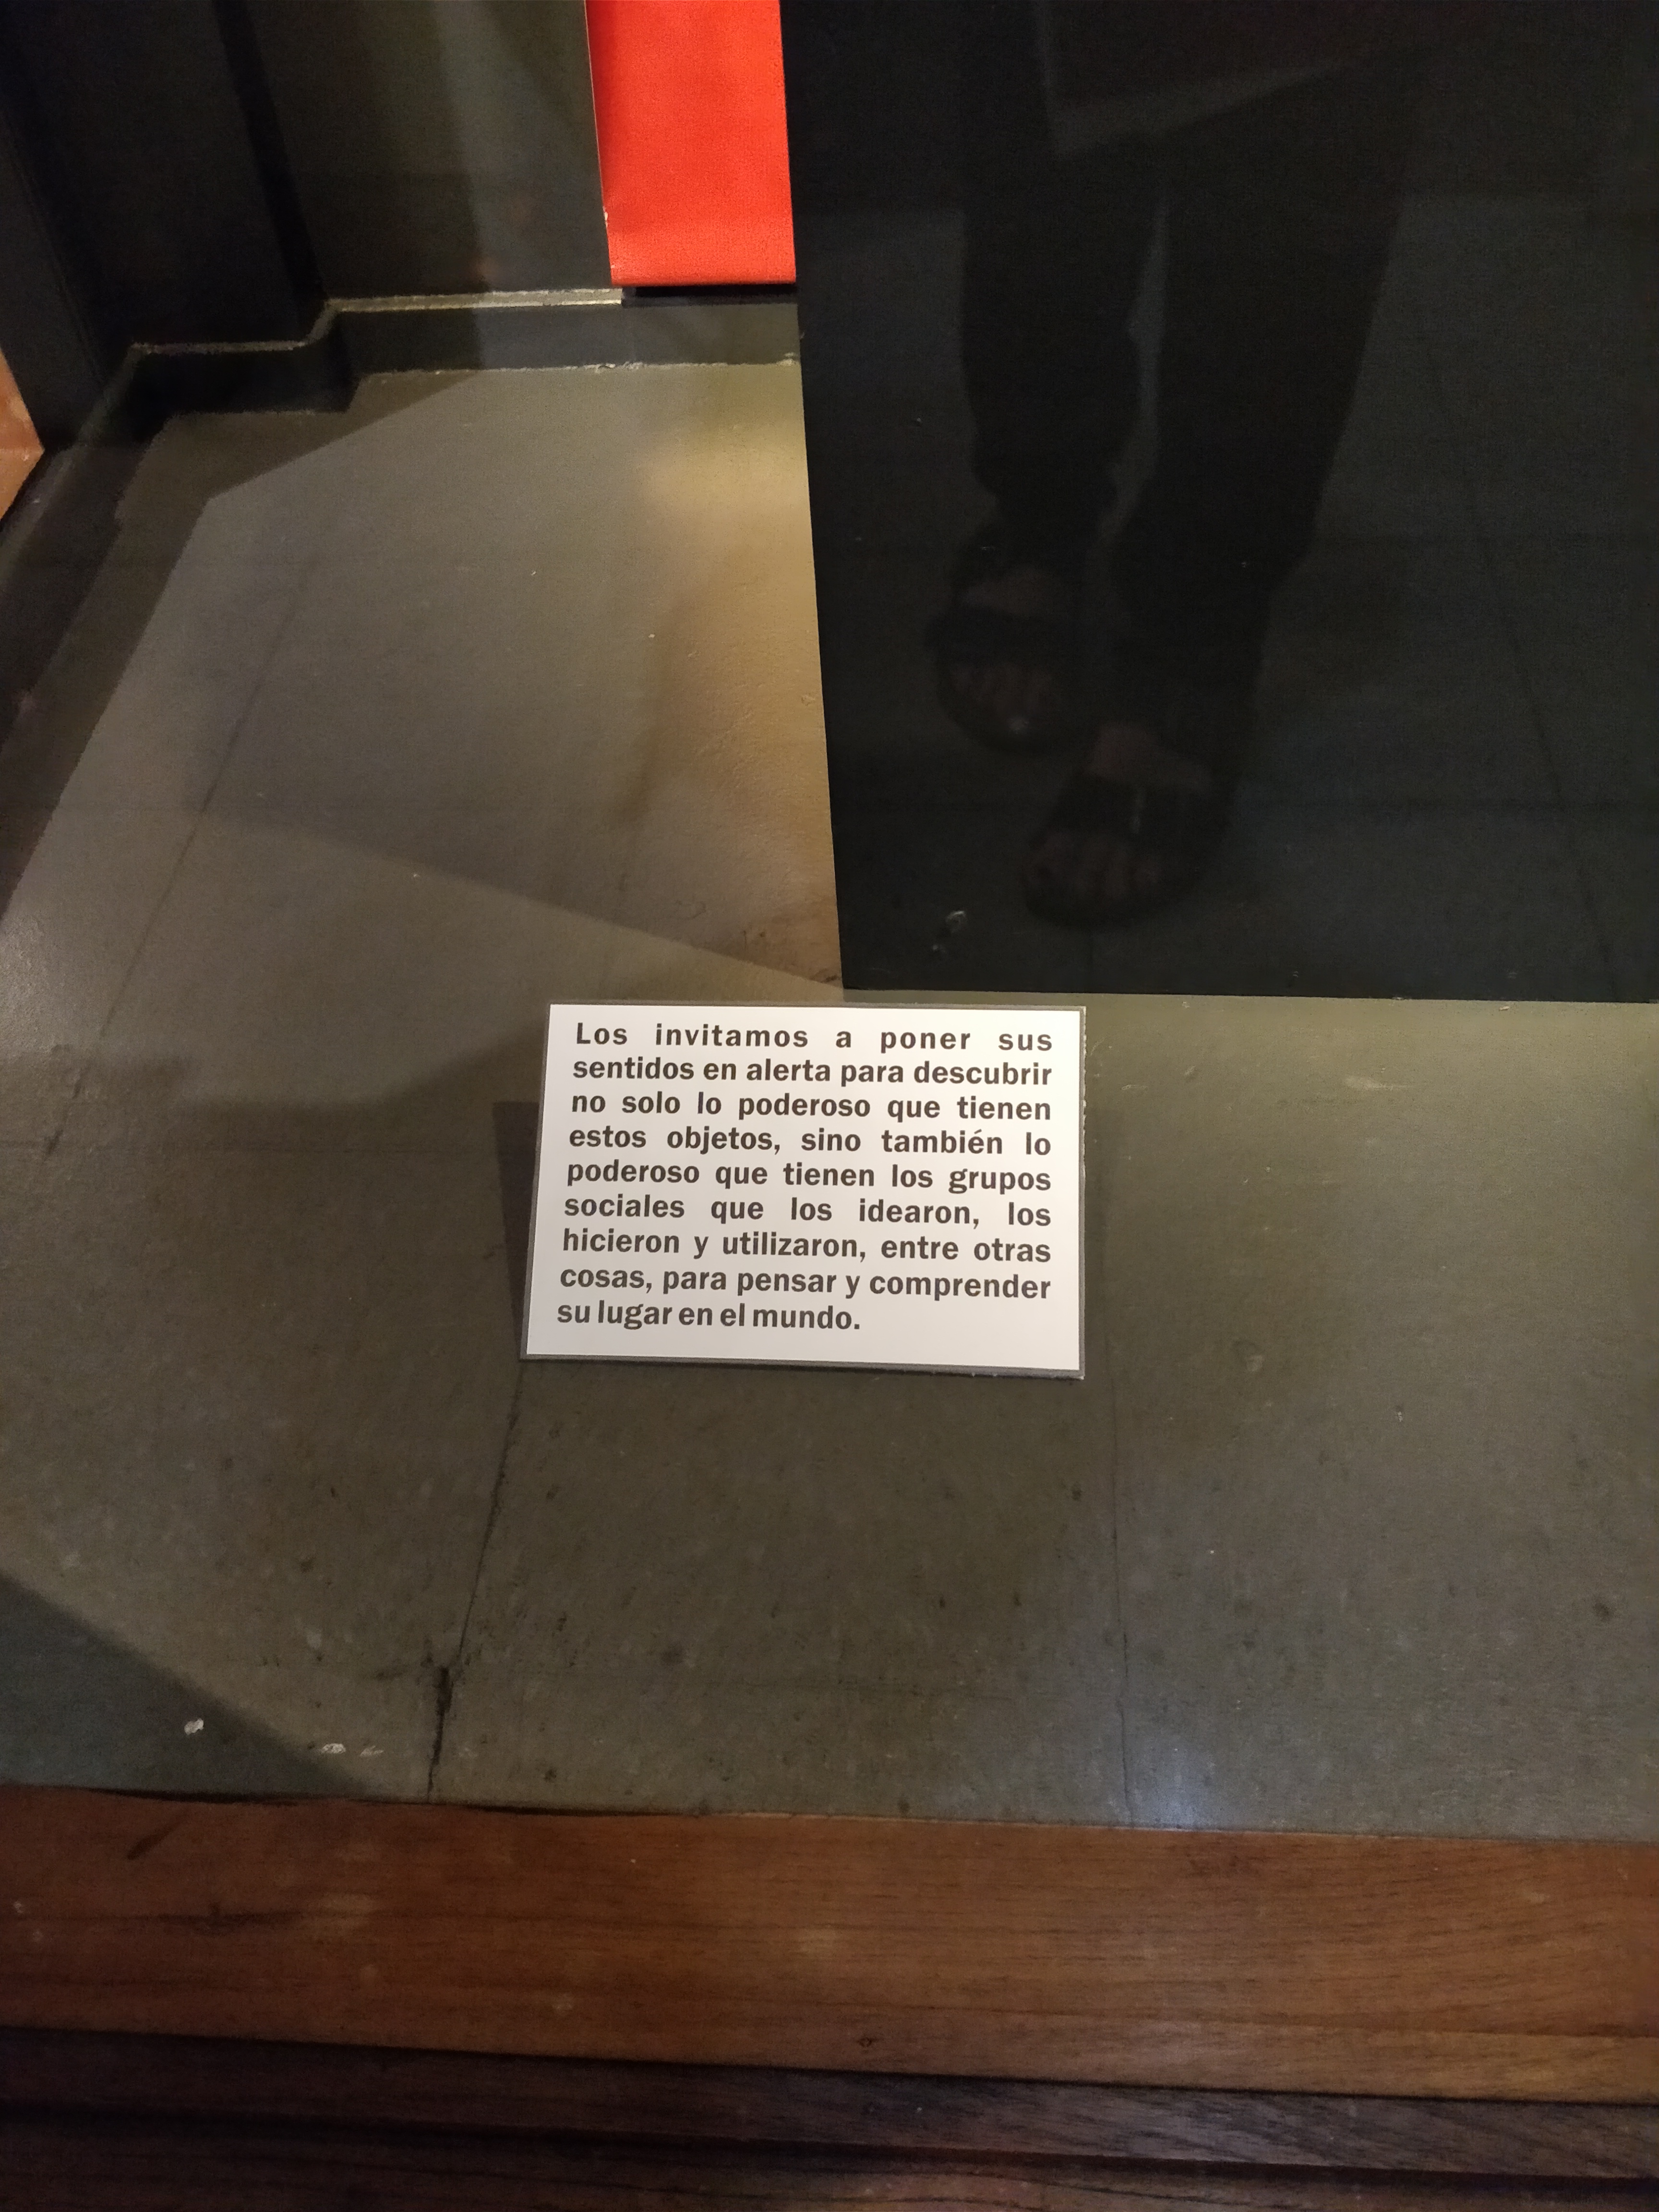 Los invitamos a poner sus
sentidos en alerta para descubrir
no solo lo poderoso que tienen
estos objetos, sino también lo
poderoso que tienen los grupos
sociales que los idearon, los
hicieron y utilizaron, entre otras
cosas, para pensar y comprender
su lugar en el mundo.